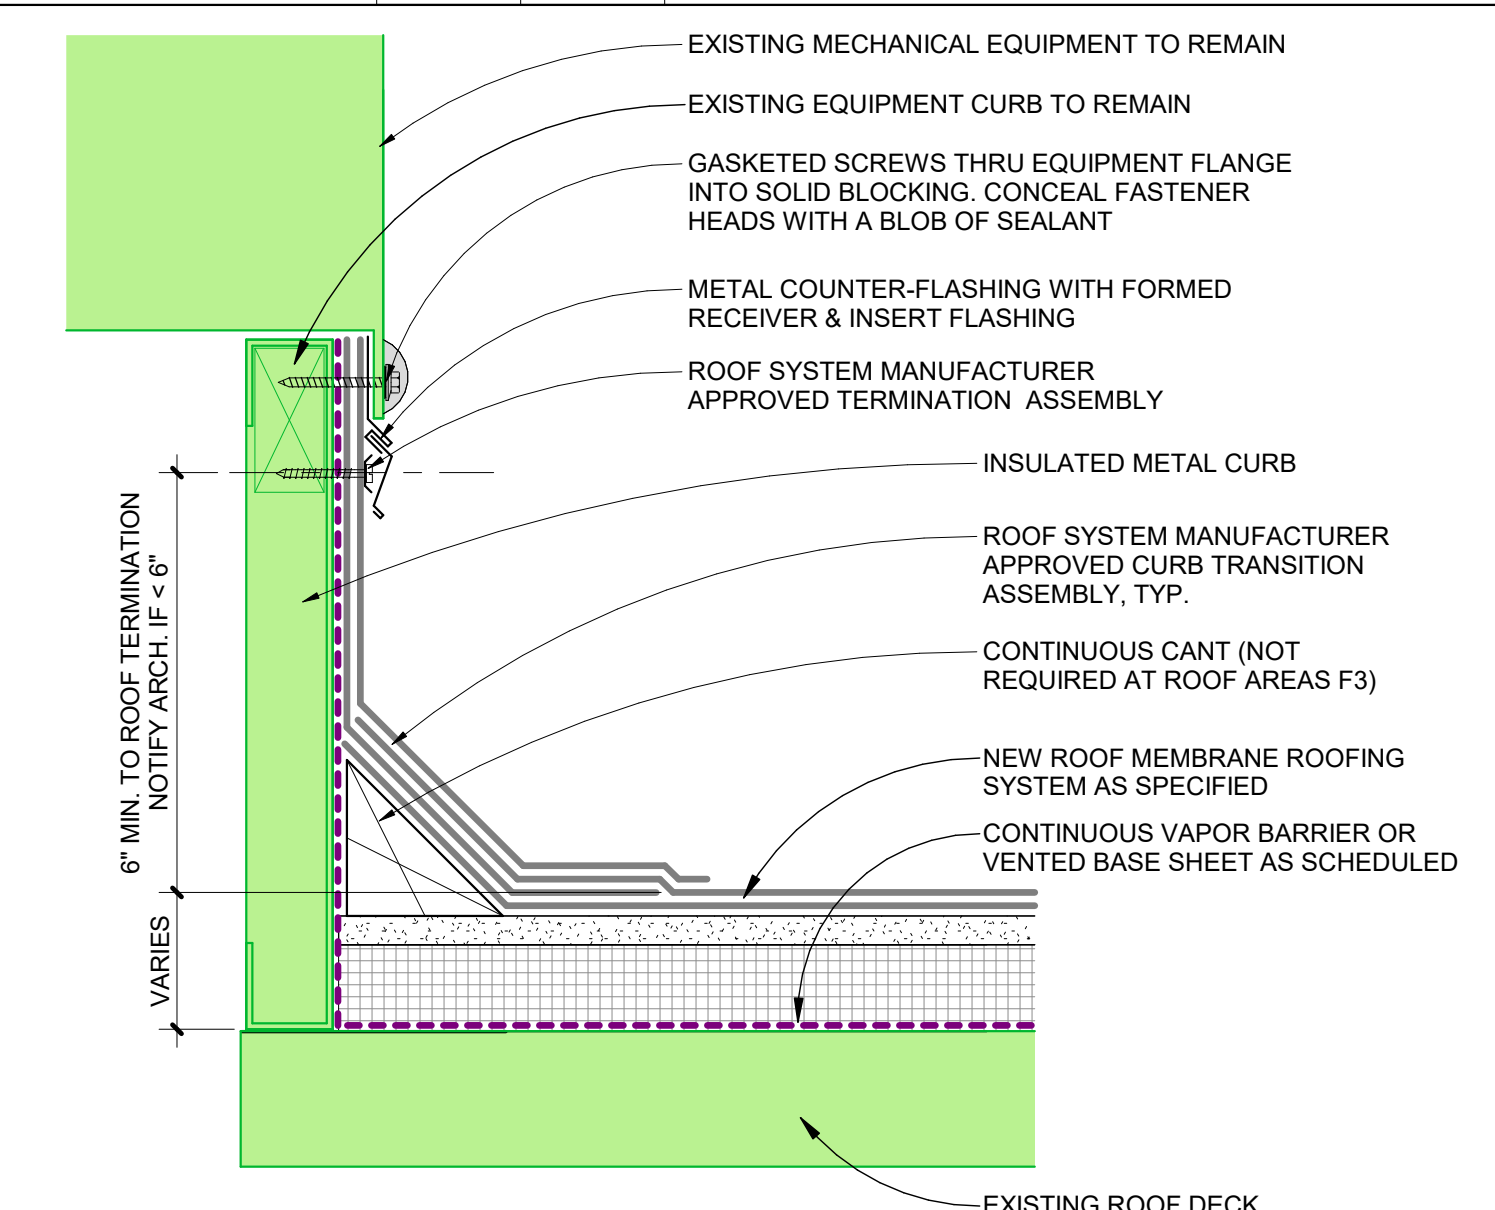 EXISTING MECHANICAL EQUIPMENT TO REMAIN
EXISTING EQUIPMENT CURB TO REMAIN
GASKETED SCREWS THRU EQUIPMENT FLANGE
INTO SOLID BLOCKING. CONCEAL FASTENER
HEADS WITH A BLOB OF SEALANT
METAL COUNTER-FLASHING WITH FORMED
RECEIVER & INSERT FLASHING
ROOF SYSTEM MANUFACTURER
APPROVED TERMINATION ASSEMBLY
INSULATED METAL CURB
ROOF SYSTEM MANUFACTURER
APPROVED CURB TRANSITION
ASSEMBLY, TYP.
CONTINUOUS CANT (NOT
REQUIRED AT ROOF AREAS F3)
NEW ROOF MEMBRANE ROOFING
SYSTEM AS SPECIFIED
CONTINUOUS VAPOR BARRIER OR
VENTED BASE SHEET AS SCHEDULED
EXISTING ROOF DECK
6" MIN. TO ROOF TERMINATION
NOTIFY ARCH. IF < 6"
VARIES